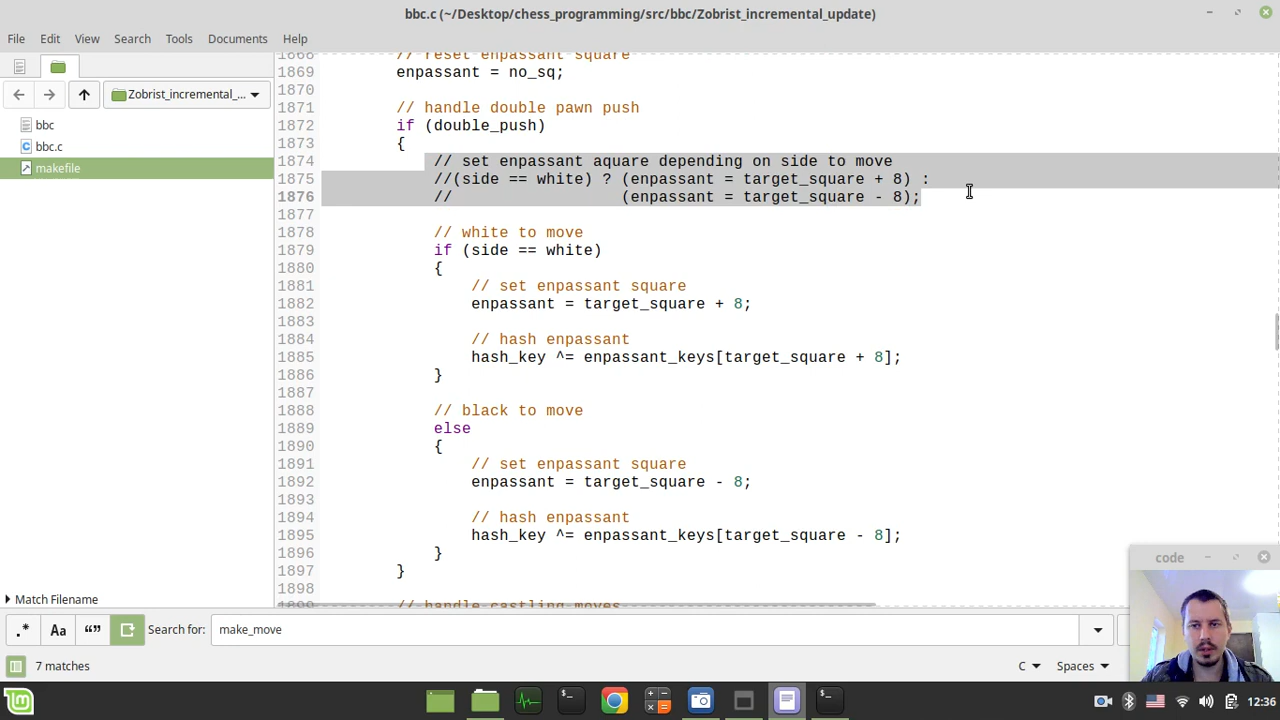 bbc.c (~/Desktop/chess_programming/src/bbc/Zobrist_incremental_update)
File Edit View Search Tools Documents Help
Zobrist_incremental_...
bbc
bbc.c
makefile
Match Filename
1868 // reset enpassant square
1869 enpassant = no_sq;
1870
1871 // handle double pawn push
1872 if (double_push)
1873 {
1874 // set enpassant aquare depending on side to move
1875 //(side == white) ? (enpassant = target_square + 8) :
1876 // (enpassant = target_square - 8);
1877
1878 // white to move
1879 if (side == white)
1880 {
1881 // set enpassant square
1882 enpassant = target_square + 8;
1883
1884 // hash enpassant
1885 hash_key ^= enpassant_keys[target_square + 8];
1886 }
1887
1888 // black to move
1889 else
1890 {
1891 // set enpassant square
1892 enpassant = target_square - 8;
1893
1894 // hash enpassant
1895 hash_key ^= enpassant_keys[target_square - 8];
1896 }
1897 }
1898
1899 // handle castling moves
code
.* Aa “” Search for: make_move
7 matches C Spaces
12:36